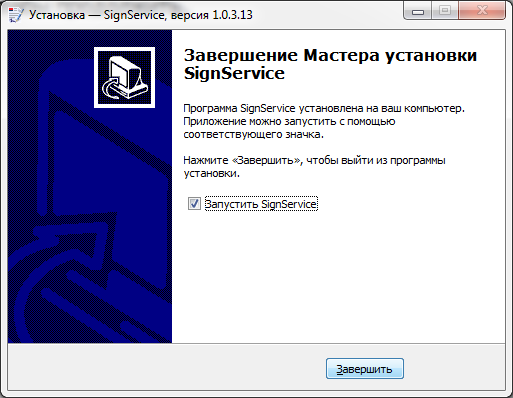 Установка — SignService, версия 1.0.3.13
Завершение Мастера установки
SignService
Программа SignService установлена на ваш компьютер.
Приложение можно запустить с помощью
соответствующего значка.
Нажмите «Завершить», чтобы выйти из программы
установки.
Запустить SignService
Завершить